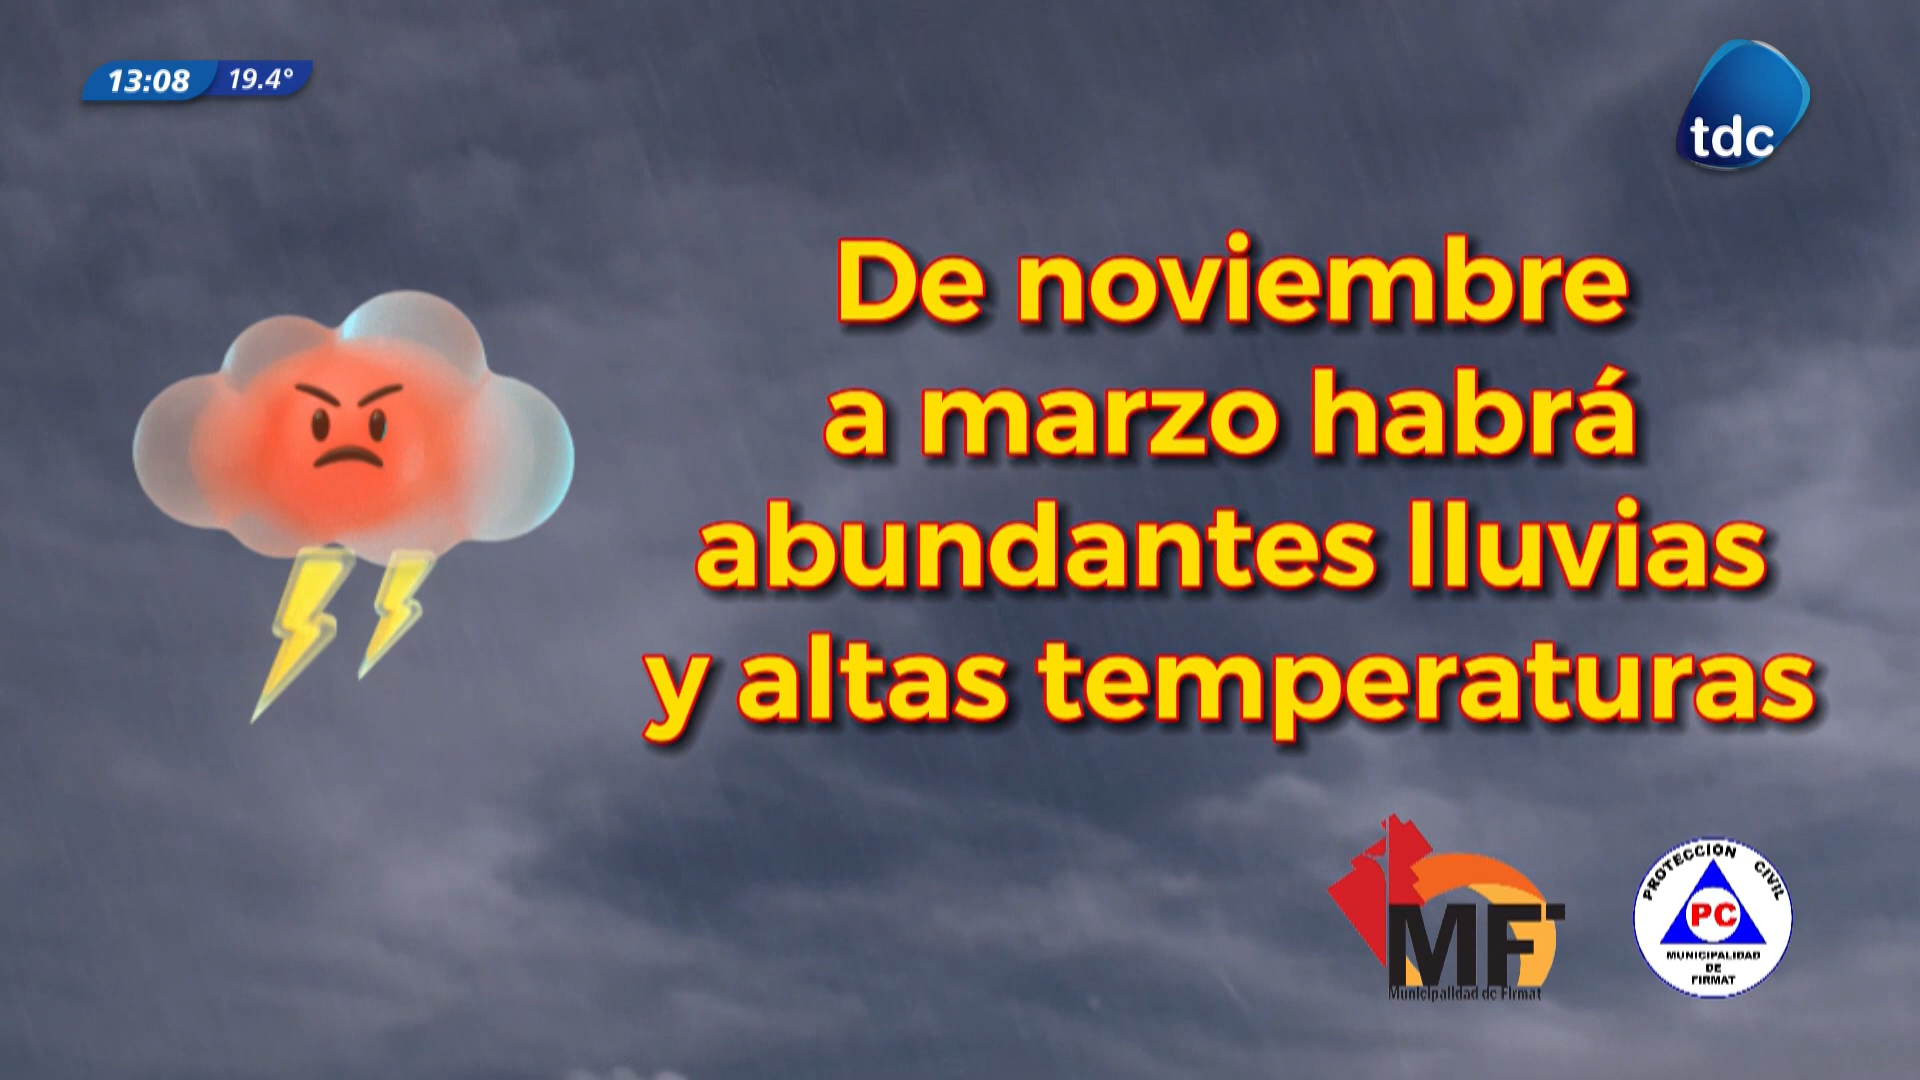 13:08 19.4°
tdc
De noviembre
a marzo habrá
abundantes lluvias
y altas temperaturas
MF
Municipalidad de Firmat
PROTECCION CIVIL
PC
MUNICIPALIDAD
DE
FIRMAT